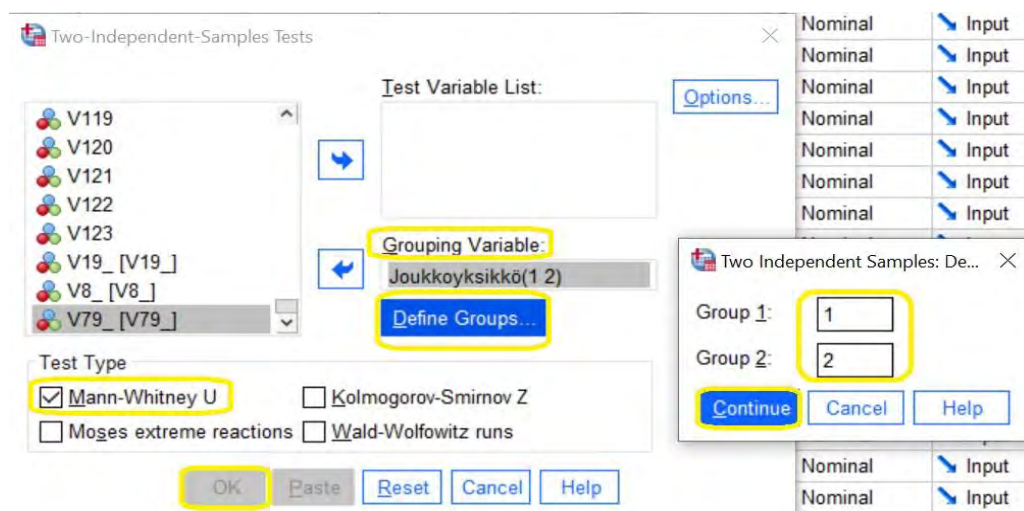 Two-Independent-Samples Tests
Test Variable List:
Options...
V119
V120
V121
V122
V123
V19_ [V19_]
V8_ [V8_]
V79_ [V79_]
Grouping Variable:
Joukkoyksikkö(1 2)
Define Groups...
Test Type
Mann-Whitney U
Kolmogorov-Smirnov Z
Moses extreme reactions
Wald-Wolfowitz runs
OK
Paste
Reset
Cancel
Help
Nominal Input
Nominal Input
Nominal Input
Nominal Input
Nominal Input
Nominal Input
Nominal Input
Two Independent Samples: De...
Group 1:
1
Group 2:
2
Continue
Cancel
Help
Nominal Input
Nominal Input